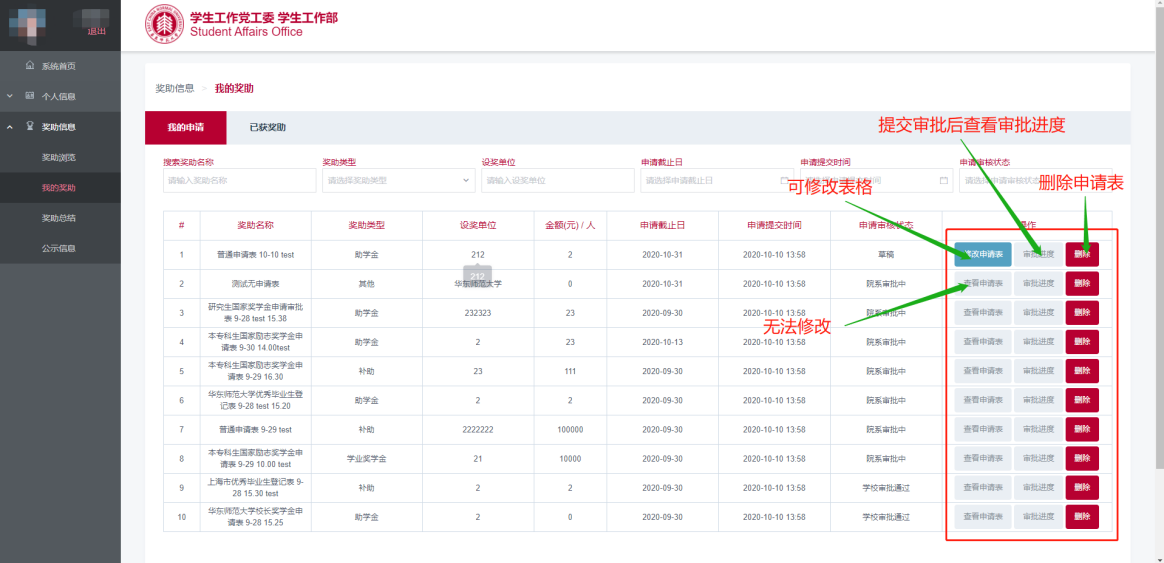 退出
学生工作党工委 学生工作部
Student Affairs Office
系统首页
个人信息
奖助信息
奖助浏览
我的奖助
奖助总结
公示信息
奖助信息 > 我的奖助
我的申请 已获奖助
提交审批后查看审批进度
搜索奖助名称 奖助类型 设奖单位 申请截止日 申请提交时间 申请审核状态
请输入奖助名称 请选择奖助类型 请输入设奖单位 请选择申请截止日
可修改表格
删除申请表
# 奖助名称 奖助类型 设奖单位 金额(元) / 人 申请截止日 申请提交时间 申请审核状态 操作
1 普通申请表 10-10 test 助学金 212 2 2020-10-31 2020-10-10 13:58 草稿 修改申请表 审批进度 删除
212
2 测试无申请表 其他 华东师范大学 0 2020-10-31 2020-10-10 13:58 院系审批中 查看申请表 审批进度 删除
3 研究生国家奖学金申请审批表 9-28 test 15.38 助学金 232323 23 2020-09-30 2020-10-10 13:58 院系审批中 查看申请表 审批进度 删除
无法修改
4 本专科生国家励志奖学金申请表 9-30 14.00test 助学金 2 23 2020-10-13 2020-10-10 13:58 院系审批中 查看申请表 审批进度 删除
5 本专科生国家励志奖学金申请表 9-29 16.30 补助 23 111 2020-09-30 2020-10-10 13:58 院系审批中 查看申请表 审批进度 删除
6 华东师范大学优秀毕业生登记表 9-28 test 15.20 助学金 2 2 2020-09-30 2020-10-10 13:58 院系审批中 查看申请表 审批进度 删除
7 普通申请表 9-29 test 补助 2222222 100000 2020-09-30 2020-10-10 13:58 院系审批中 查看申请表 审批进度 删除
8 本专科生国家励志奖学金申请表 9-29 10.00 test 学业奖学金 21 10000 2020-09-30 2020-10-10 13:58 院系审批中 查看申请表 审批进度 删除
9 上海市优秀毕业生登记表 9-28 15.30 test 补助 2 2 2020-09-30 2020-10-10 13:58 学校审批通过 查看申请表 审批进度 删除
10 华东师范大学校长奖学金申请表 9-28 15.25 助学金 2 0 2020-09-30 2020-10-10 13:58 学校审批通过 查看申请表 审批进度 删除